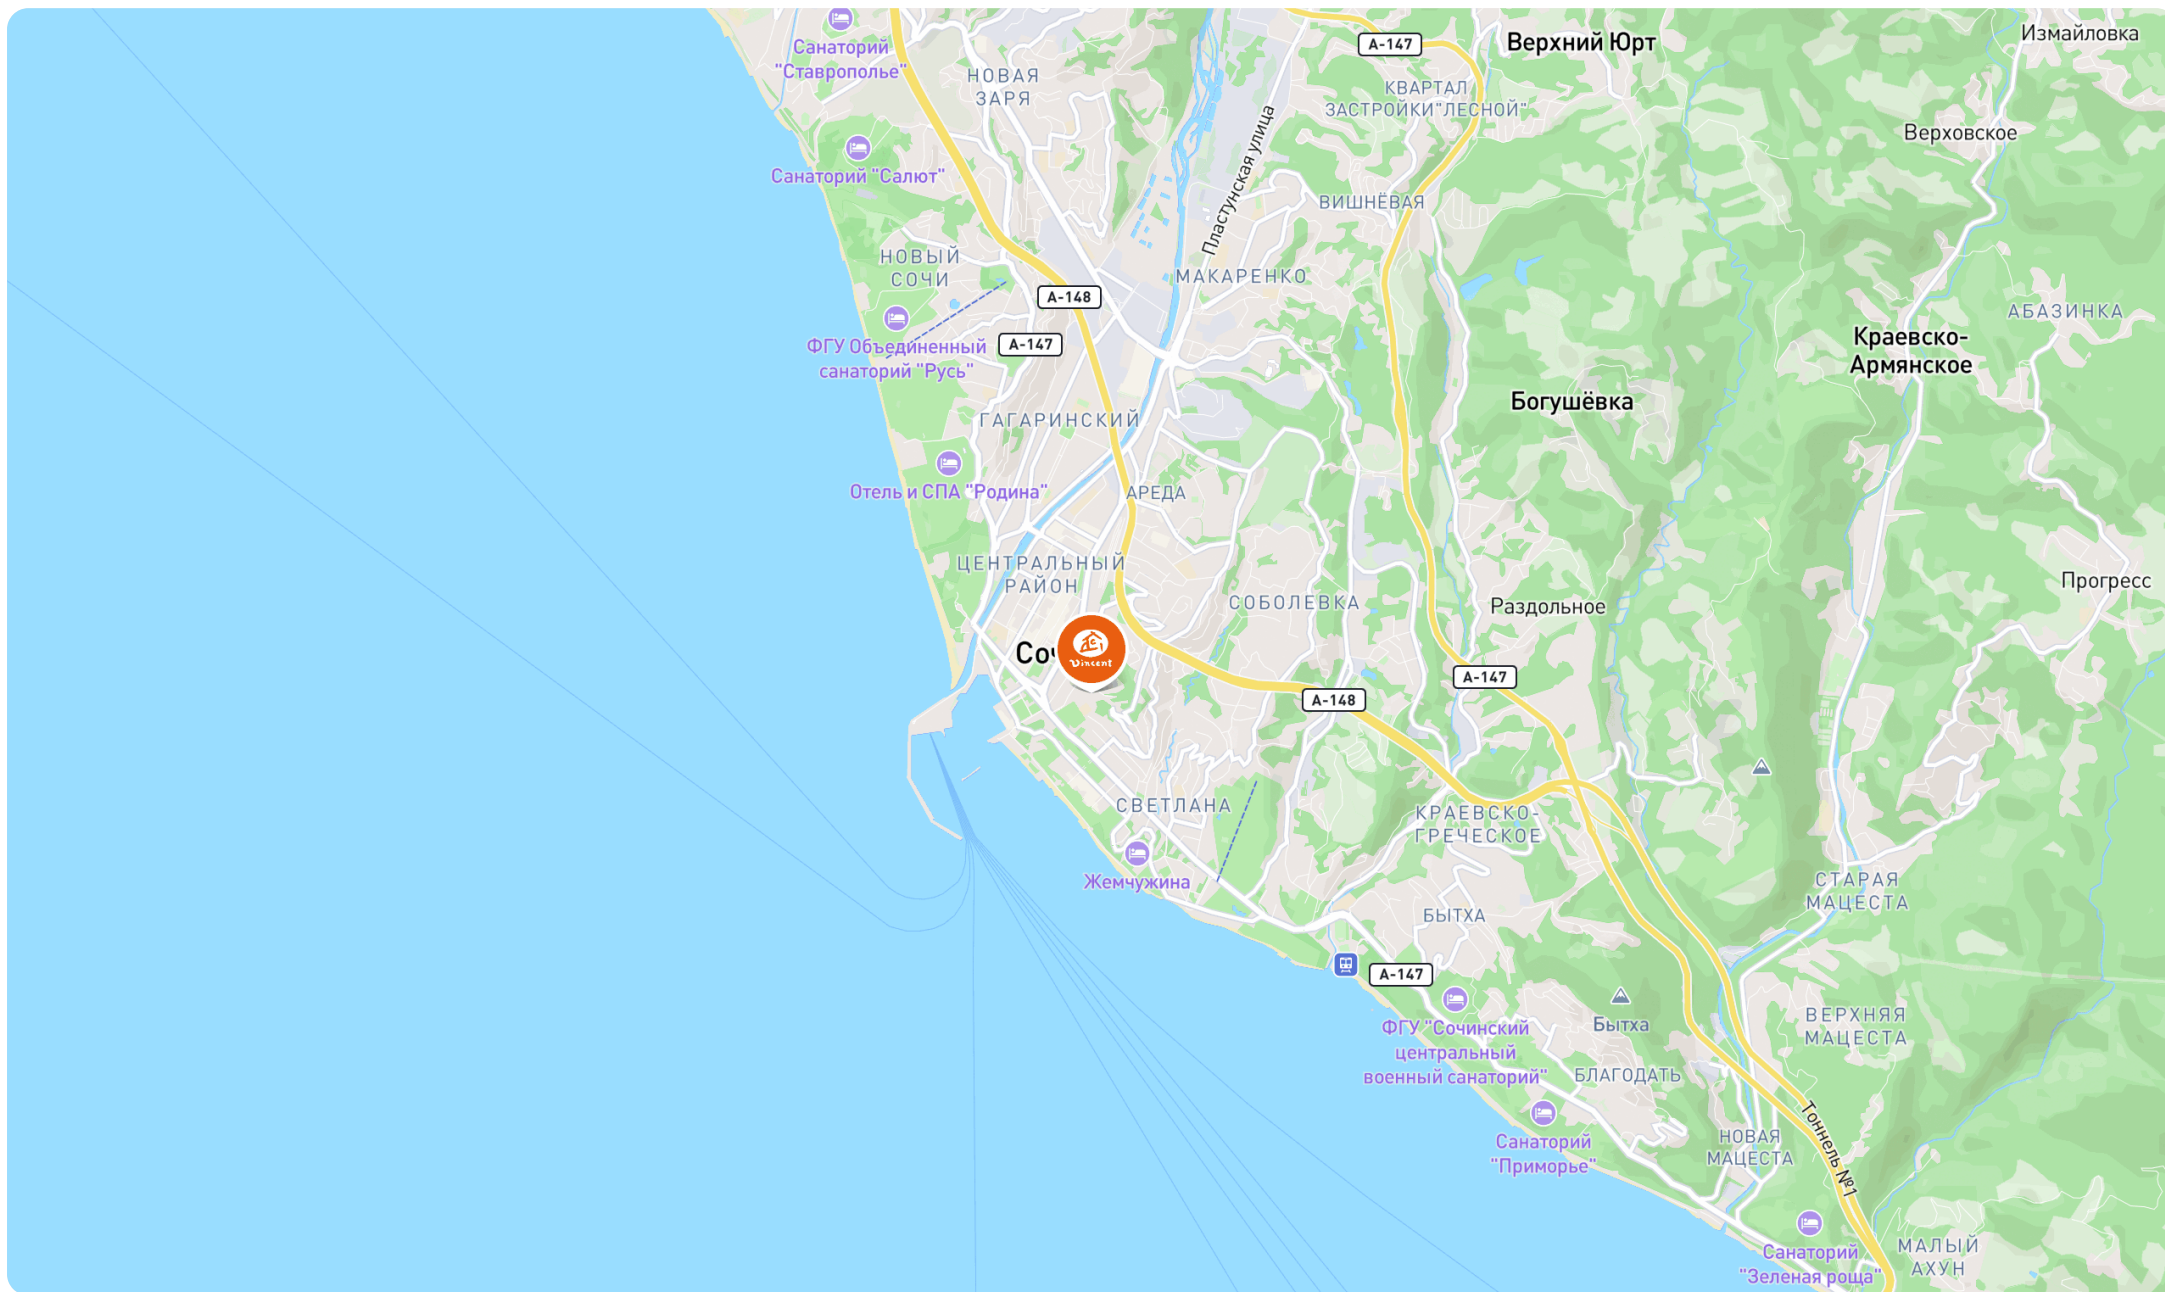 Санаторий
"Ставрополье"
НОВАЯ
ЗАРЯ
А-147
Верхний Юрт
Измайловка
КВАРТАЛ
ЗАСТРОЙКИ"ЛЕСНОЙ"
Верховское
Санаторий "Салют"
Пластунская улица
ВИШНЁВАЯ
НОВЫЙ
СОЧИ
МАКАРЕНКО
А-148
АБАЗИНКА
ФГУ Объединенный
санаторий "Русь"
А-147
Краевско-
Армянское
Богушёвка
ГАГАРИНСКИЙ
Отель и СПА "Родина"
АРЕДА
ЦЕНТРАЛЬНЫЙ
РАЙОН
Прогресс
СОБОЛЕВКА
Раздольное
Соч
Vincent
А-147
А-148
СВЕТЛАНА
КРАЕВСКО-
ГРЕЧЕСКОЕ
Жемчужина
СТАРАЯ
МАЦЕСТА
БЫТХА
А-147
ФГУ "Сочинский
центральный
военный санаторий"
Бытха
ВЕРХНЯЯ
МАЦЕСТА
БЛАГОДАТЬ
Санаторий
"Приморье"
НОВАЯ
МАЦЕСТА
Тоннель №1
Санаторий
"Зеленая роща"
МАЛЫЙ
АХУН